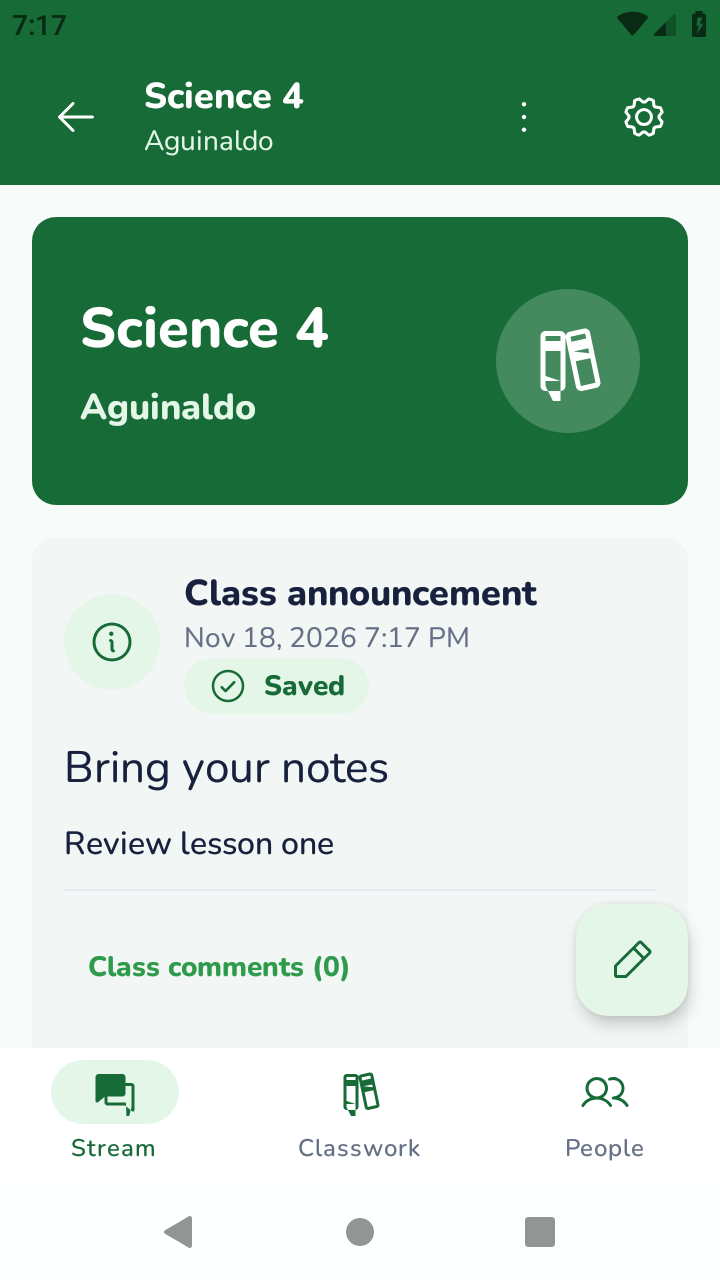 7:17
Science 4
Aguinaldo
Science 4
Aguinaldo
Class announcement
Nov 18, 2026 7:17 PM
Saved
Bring your notes
Review lesson one
Class comments (0)
Stream
Classwork
People